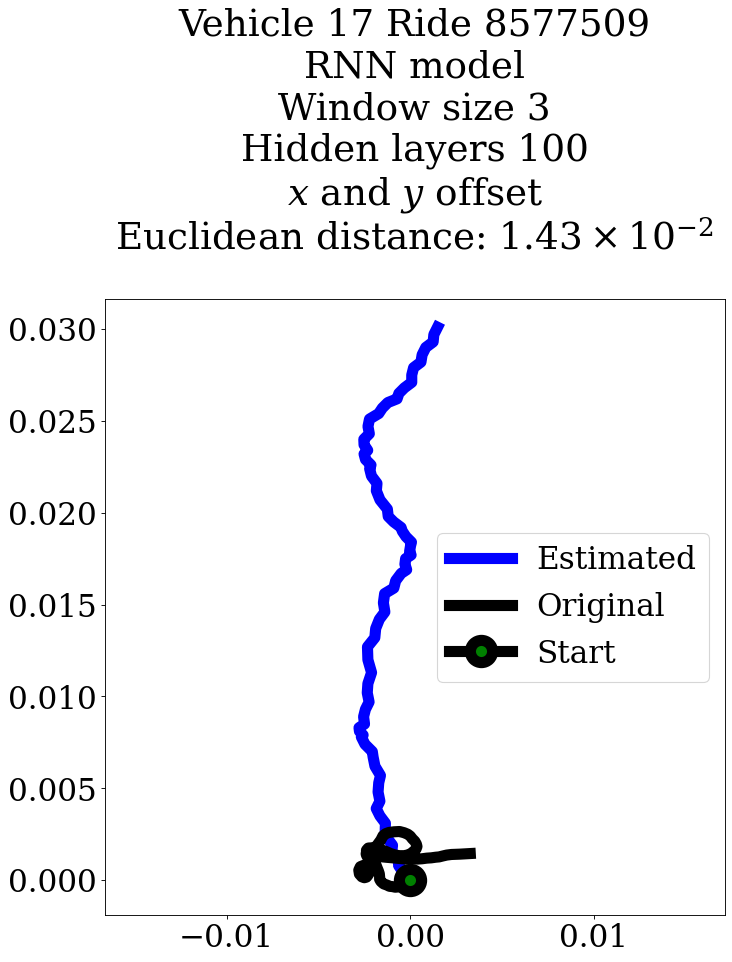 Vehicle 17 Ride 8577509
RNN model
Window size 3
Hidden layers 100
x and y offset
Euclidean distance: 1.43 × 10⁻²
0.030
0.025
0.020
0.015
0.010
0.005
0.000
Estimated
Original
Start
−0.01 0.00 0.01